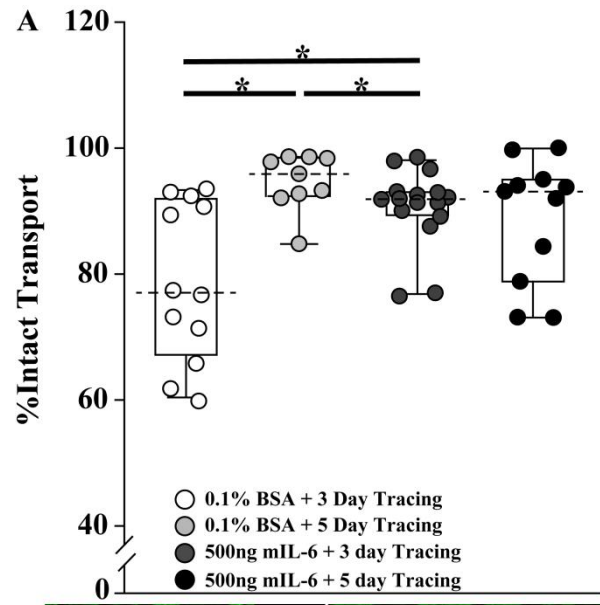 A
120
*
* *
100
%Intact Transport
80
60
0.1% BSA + 3 Day Tracing
0.1% BSA + 5 Day Tracing
40
500ng mIL-6 + 3 day Tracing
500ng mIL-6 + 5 day Tracing
0